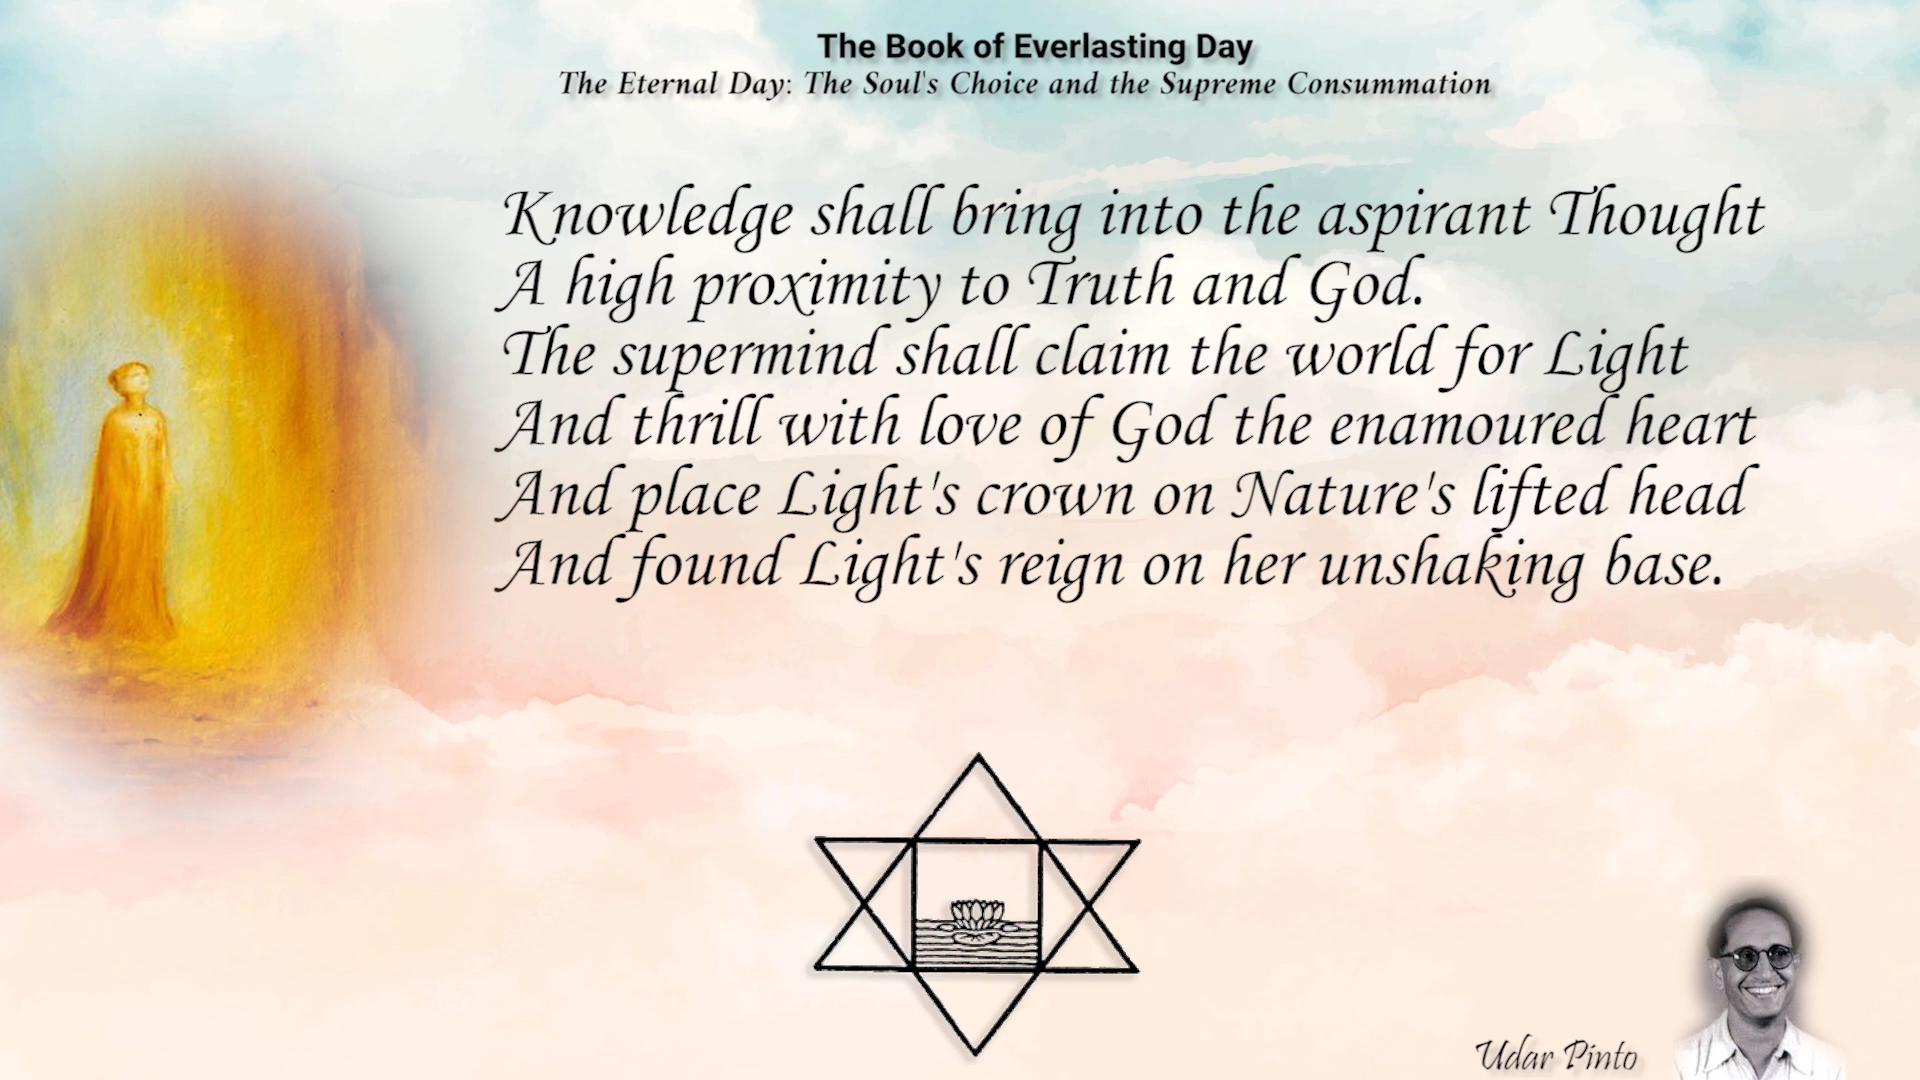 The Book of Everlasting Day
The Eternal Day: The Soul's Choice and the Supreme Consummation
Knowledge shall bring into the aspirant Thought
A high proximity to Truth and God.
The supermind shall claim the world for Light
And thrill with love of God the enamoured heart
And place Light's crown on Nature's lifted head
And found Light's reign on her unshaking base.
Udar Pinto